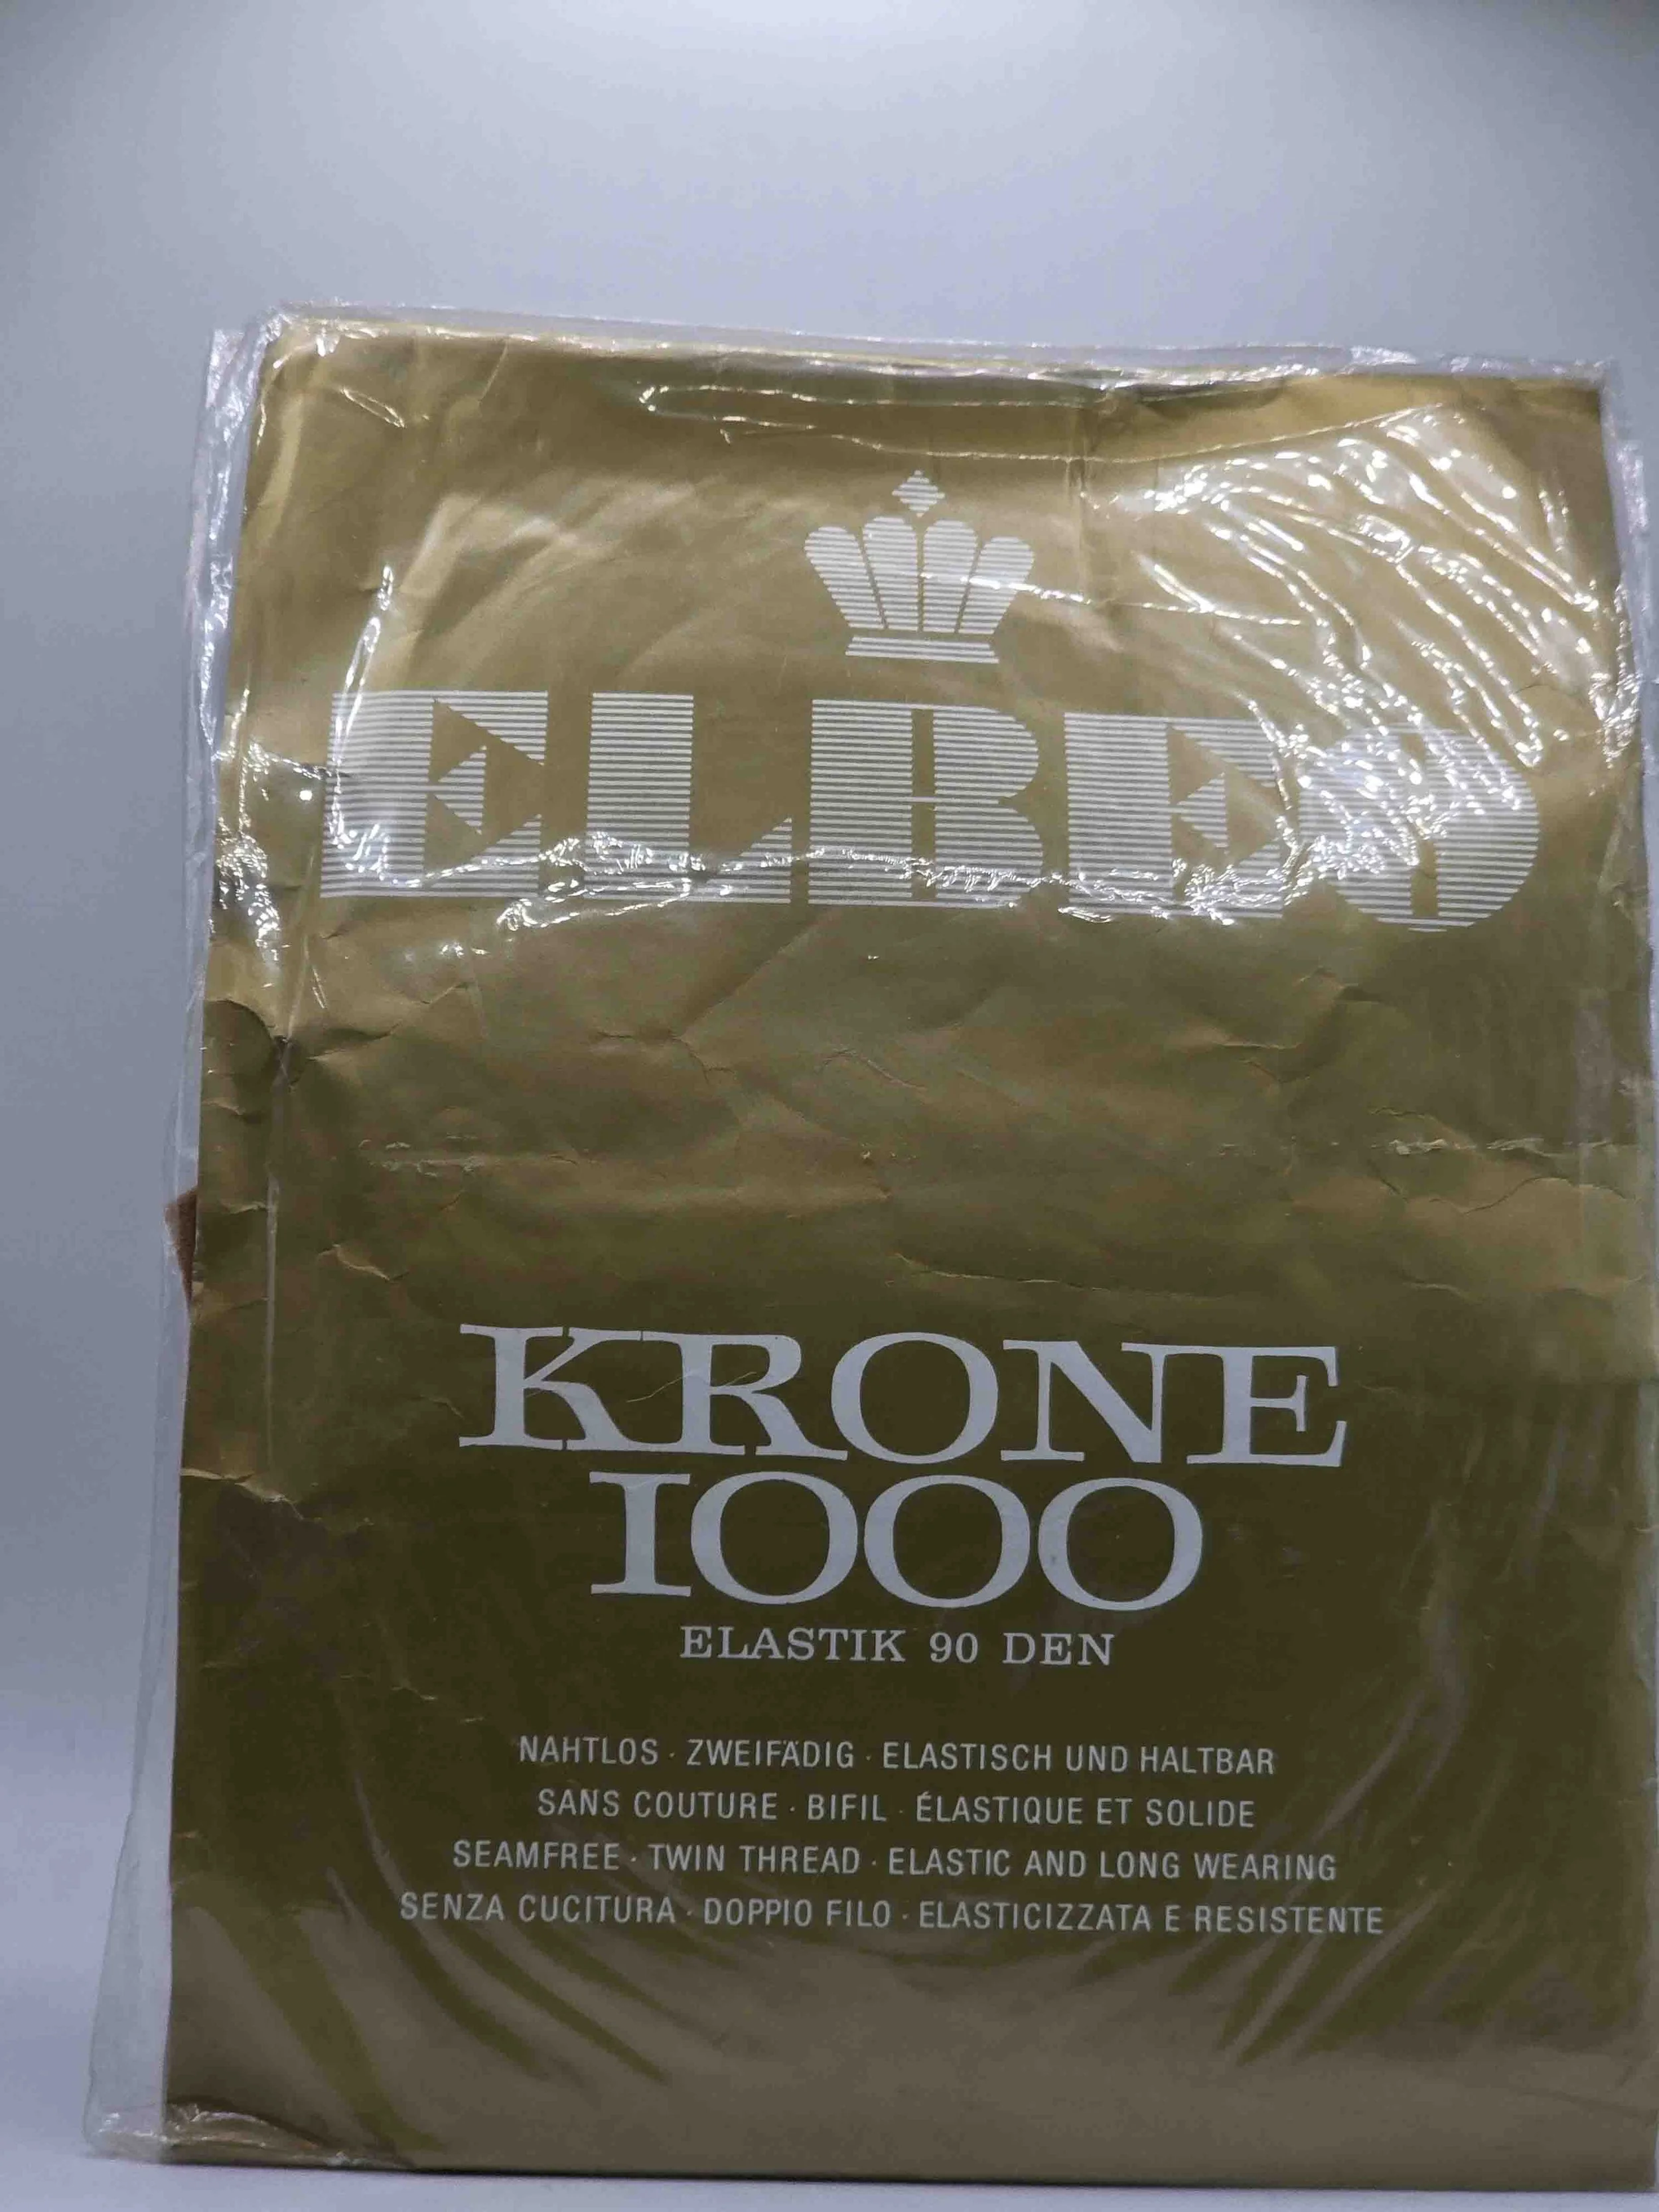 ELBEO
KRONE
1000
ELASTIK 90 DEN
NAHTLOS · ZWEIFÄDIG · ELASTISCH UND HALTBAR
SANS COUTURE · BIFIL · ÉLASTIQUE ET SOLIDE
SEAMFREE · TWIN THREAD · ELASTIC AND LONG WEARING
SENZA CUCITURA · DOPPIO FILO · ELASTICIZZATA E RESISTENTE